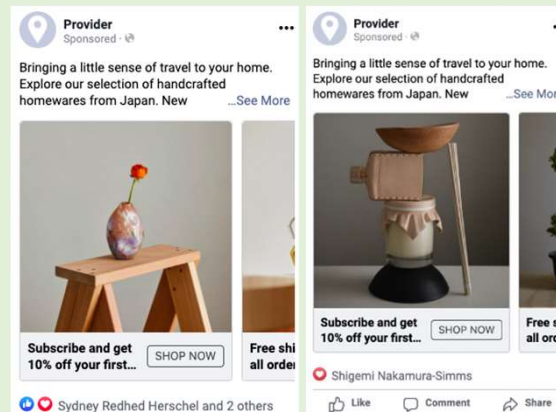 Provider
Sponsored ·
Bringing a little sense of travel to your home.
Explore our selection of handcrafted
homewares from Japan. New ...See More
Subscribe and get
10% off your first...
SHOP NOW
Free shi
all order
Sydney Redhed Herschel and 2 others
Provider
Sponsored ·
Bringing a little sense of travel to your home.
Explore our selection of handcrafted
homewares from Japan. New ...See Mor
Subscribe and get
10% off your first...
SHOP NOW
Free s
all ord
Shigemi Nakamura-Simms
Like Comment Share